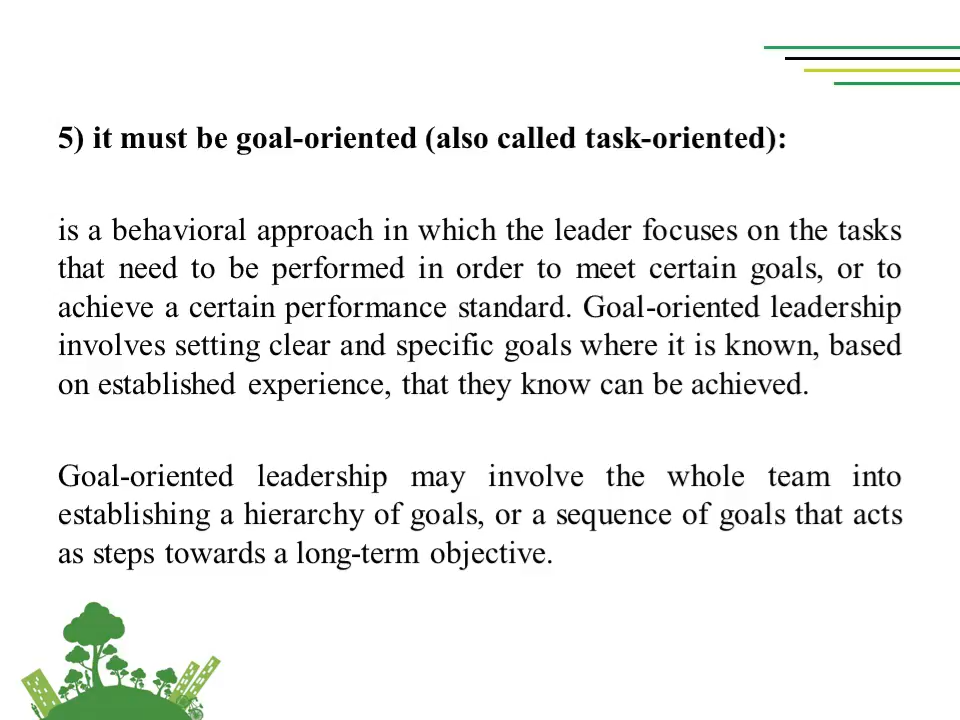 5) it must be goal-oriented (also called task-oriented):
is a behavioral approach in which the leader focuses on the tasks
that need to be performed in order to meet certain goals, or to
achieve a certain performance standard. Goal-oriented leadership
involves setting clear and specific goals where it is known, based
on established experience, that they know can be achieved.
Goal-oriented leadership may involve the whole team into
establishing a hierarchy of goals, or a sequence of goals that acts
as steps towards a long-term objective.